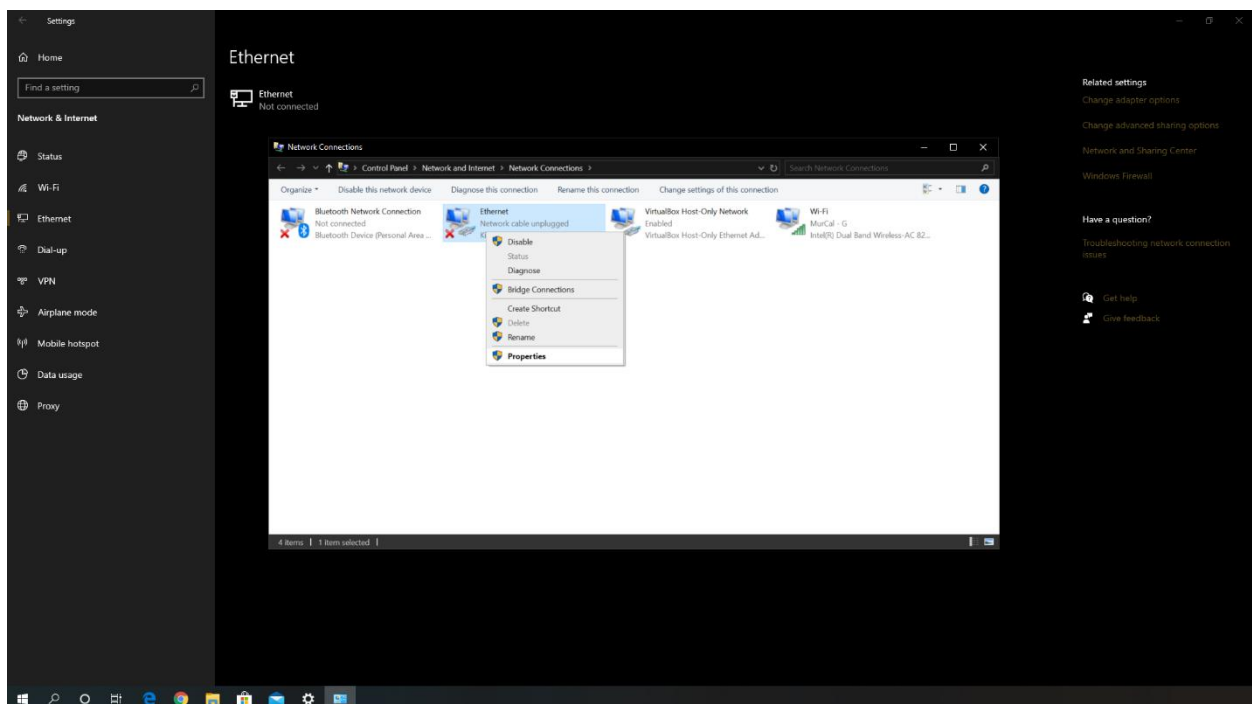 Settings
Home
Find a setting
Network & Internet
Status
Wi-Fi
Ethernet
Dial-up
VPN
Airplane mode
Mobile hotspot
Data usage
Proxy
Ethernet
Ethernet
Not connected
Network Connections
Control Panel > Network and Internet > Network Connections >
Search Network Connections
Organize
Disable this network device
Diagnose this connection
Rename this connection
Change settings of this connection
Bluetooth Network Connection
Not connected
Bluetooth Device (Personal Area ...
Ethernet
Network cable unplugged
VirtualBox Host-Only Network
Enabled
VirtualBox Host-Only Ethernet Ad...
Wi-Fi
MurCal - G
Intel(R) Dual Band Wireless-AC 82...
Disable
Status
Diagnose
Bridge Connections
Create Shortcut
Delete
Rename
Properties
4 items
1 item selected
Related settings
Change adapter options
Change advanced sharing options
Network and Sharing Center
Windows Firewall
Have a question?
Troubleshooting network connection
issues
Get help
Give feedback